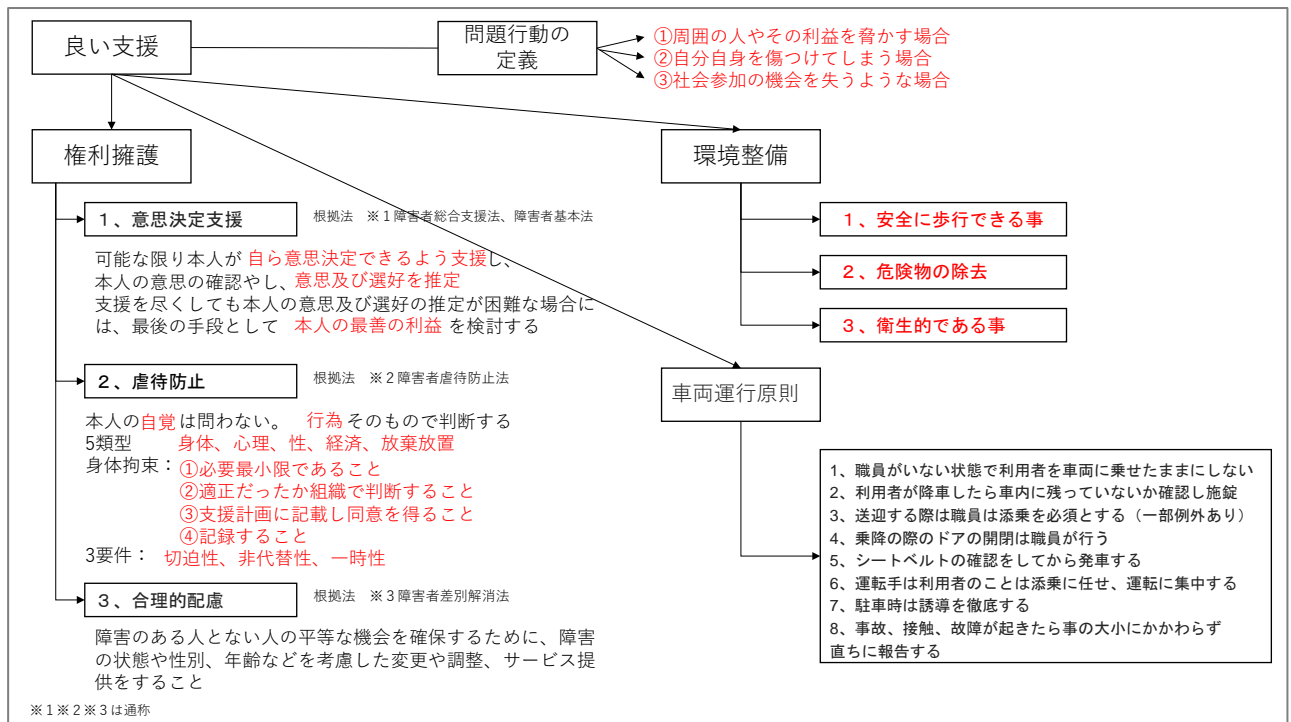 良い支援
問題行動の
定義
①周囲の人やその利益を脅かす場合
②自分自身を傷つけてしまう場合
③社会参加の機会を失うような場合
権利擁護
１、意思決定支援
根拠法　※１障害者総合支援法、障害者基本法
可能な限り本人が 自ら意思決定できるよう支援し、
本人の意思の確認やし、意思及び選好を推定
支援を尽くしても本人の意思及び選好の推定が困難な場合に
は、最後の手段として　本人の最善の利益 を検討する
２、虐待防止
根拠法　※２障害者虐待防止法
本人の自覚は問わない。　行為そのもので判断する
5類型　身体、心理、性、経済、放棄放置
身体拘束：①必要最小限であること
②適正だったか組織で判断すること
③支援計画に記載し同意を得ること
④記録すること
3要件：　切迫性、非代替性、一時性
３、合理的配慮
根拠法　※３障害者差別解消法
障害のある人とない人の平等な機会を確保するために、障害
の状態や性別、年齢などを考慮した変更や調整、サービス提
供をすること
※１※２※３は通称
環境整備
１、安全に歩行できる事
２、危険物の除去
３、衛生的である事
車両運行原則
1、職員がいない状態で利用者を車両に乗せたままにしない
2、利用者が降車したら車内に残っていないか確認し施錠
3、送迎する際は職員は添乗を必須とする（一部例外あり）
4、乗降の際のドアの開閉は職員が行う
5、シートベルトの確認をしてから発車する
6、運転手は利用者のことは添乗に任せ、運転に集中する
7、駐車時は誘導を徹底する
8、事故、接触、故障が起きたら事の大小にかかわらず
直ちに報告する